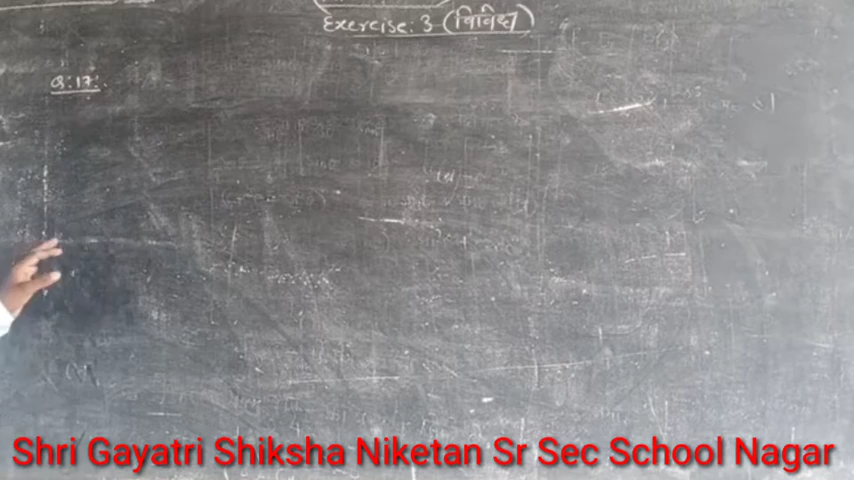 Exercise: 3 (विविध)
Q:17:
Shri Gayatri Shiksha Niketan Sr Sec School Nagar